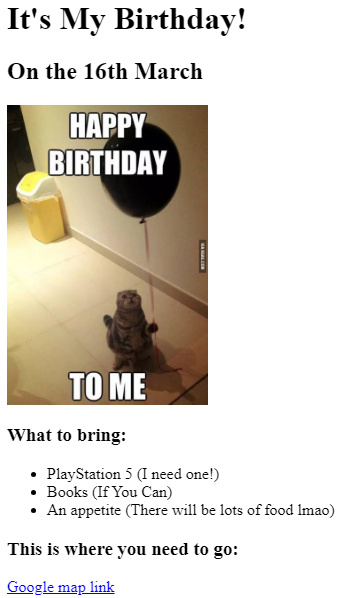 It's My Birthday!
On the 16th March
HAPPY
BIRTHDAY
TO ME
What to bring:
PlayStation 5 (I need one!)
Books (If You Can)
An appetite (There will be lots of food lmao)
This is where you need to go:
Google map link